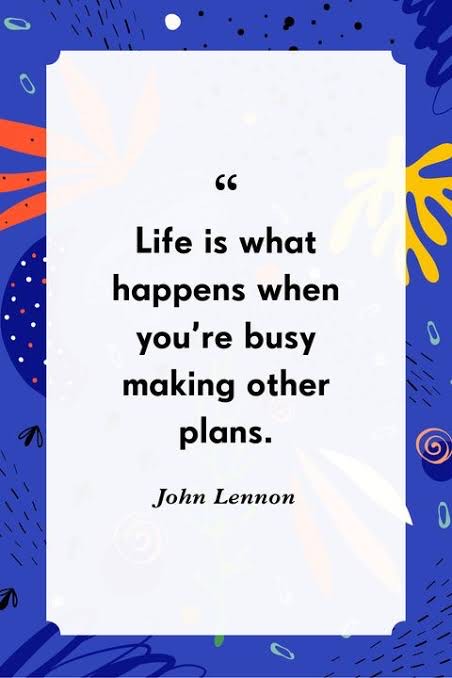 “
Life is what
happens when
you're busy
making other
plans.
John Lennon